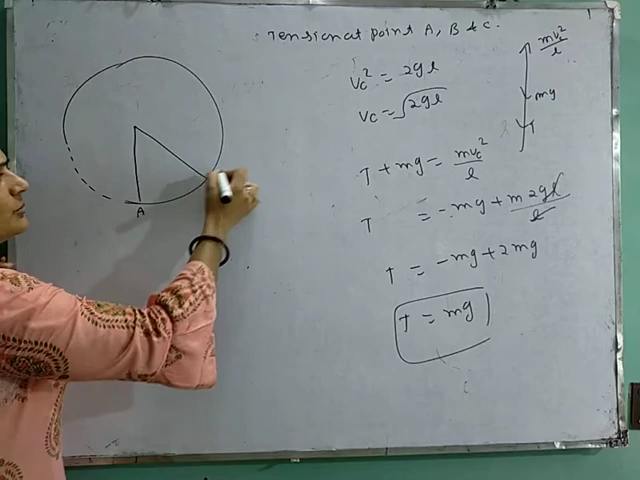 Tension at point A, B & C.
A
Vc² = 2gl
Vc = √2gl
mvc²/l
mg
T
T + mg = mvc²/l
T = -mg + m2gl/l
T = -mg + 2mg
T = mg